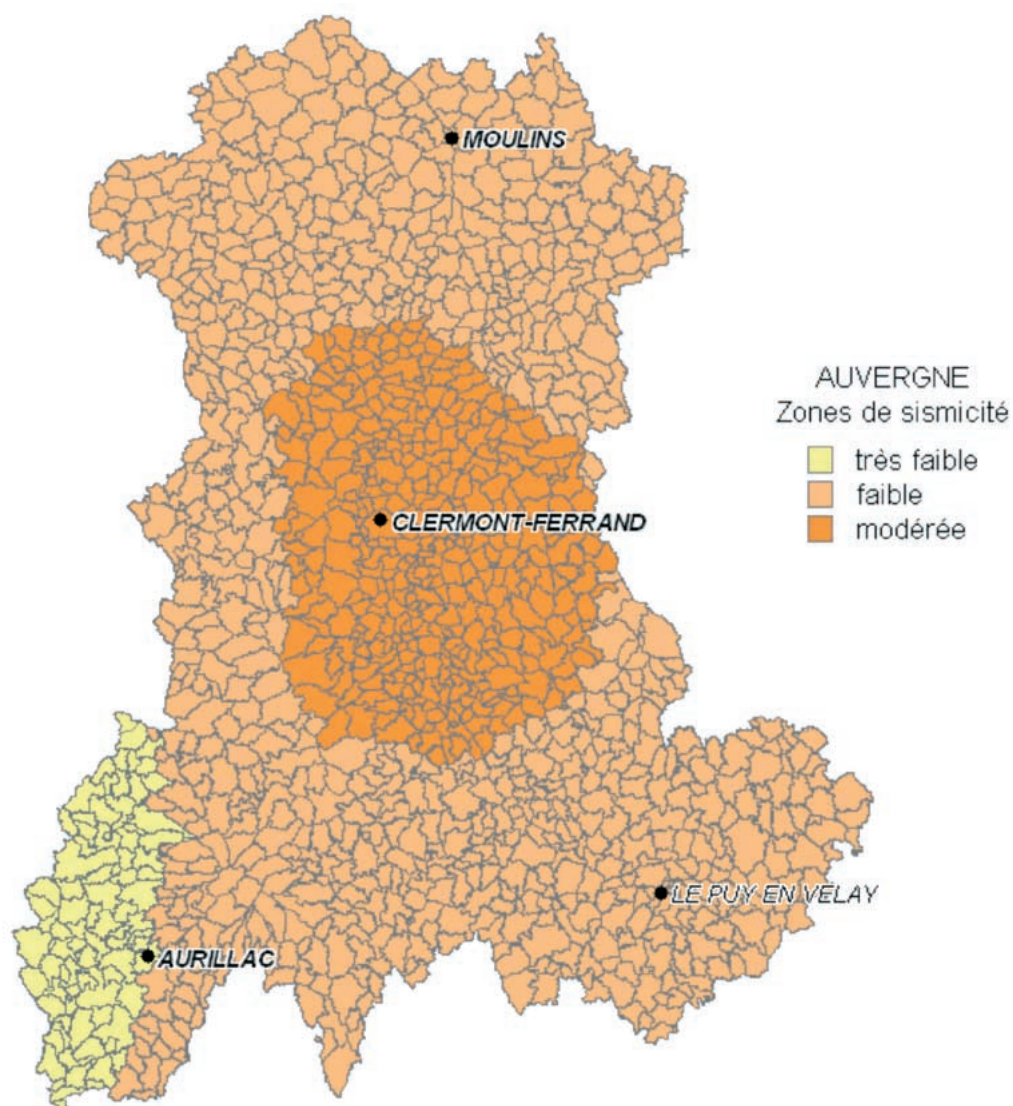 MOULINS
AUVERGNE
Zones de sismicité
très faible
faible
modérée
CLERMONT-FERRAND
LE PUY EN VELAY
AURILLAC